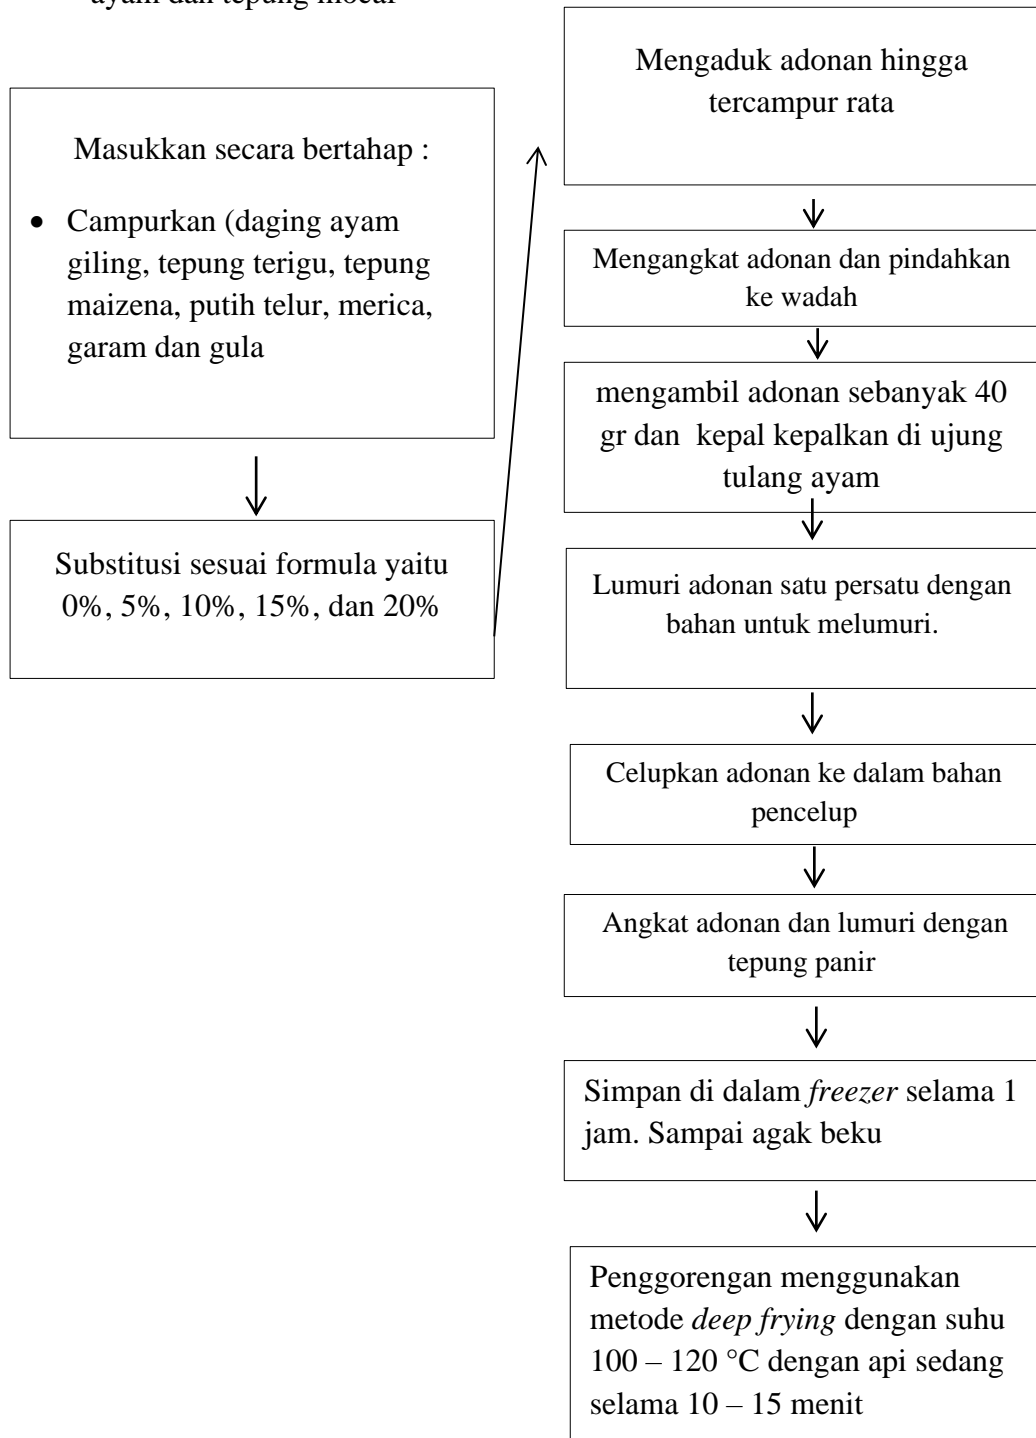 ayam dan tepung mocaf
Masukkan secara bertahap :
• Campurkan (daging ayam
giling, tepung terigu, tepung
maizena, putih telur, merica,
garam dan gula
Substitusi sesuai formula yaitu
0%, 5%, 10%, 15%, dan 20%
Mengaduk adonan hingga
tercampur rata
Mengangkat adonan dan pindahkan
ke wadah
mengambil adonan sebanyak 40
gr dan  kepal kepalkan di ujung
tulang ayam
Lumuri adonan satu persatu dengan
bahan untuk melumuri.
Celupkan adonan ke dalam bahan
pencelup
Angkat adonan dan lumuri dengan
tepung panir
Simpan di dalam freezer selama 1
jam. Sampai agak beku
Penggorengan menggunakan
metode deep frying dengan suhu
100 – 120 °C dengan api sedang
selama 10 – 15 menit